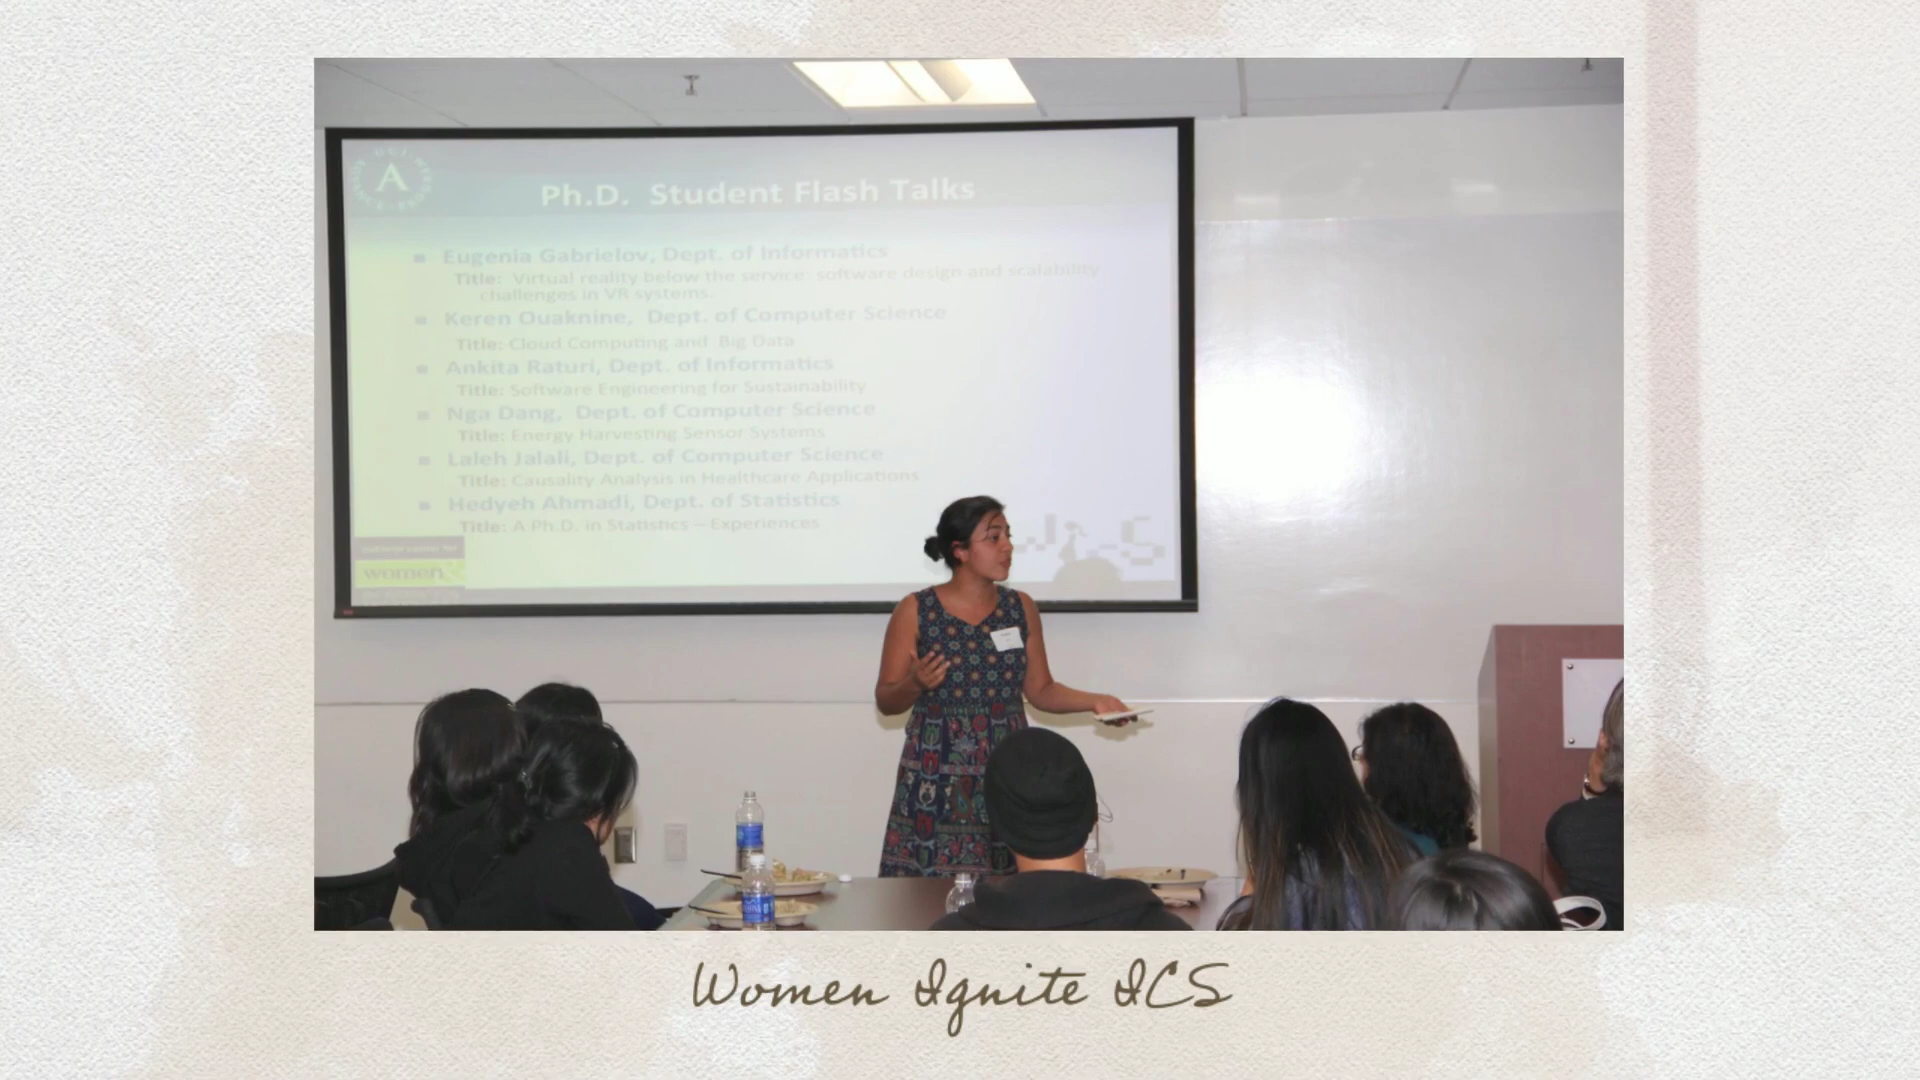 Ph.D. Student Flash Talks
Eugenia Gabrielov, Dept. of Informatics
Title: Virtual reality below the service: software design and scalability
challenges in VR systems.
Keren Ouaknine, Dept. of Computer Science
Title: Cloud Computing and Big Data
Ankita Raturi, Dept. of Informatics
Title: Software Engineering for Sustainability
Nga Dang, Dept. of Computer Science
Title: Energy Harvesting Sensor Systems
Laleh Jalali, Dept. of Computer Science
Title: Causality Analysis in Healthcare Applications
Hedyeh Ahmadi, Dept. of Statistics
Title: A Ph.D. in Statistics —Experiences
women
Women Ignite ICS